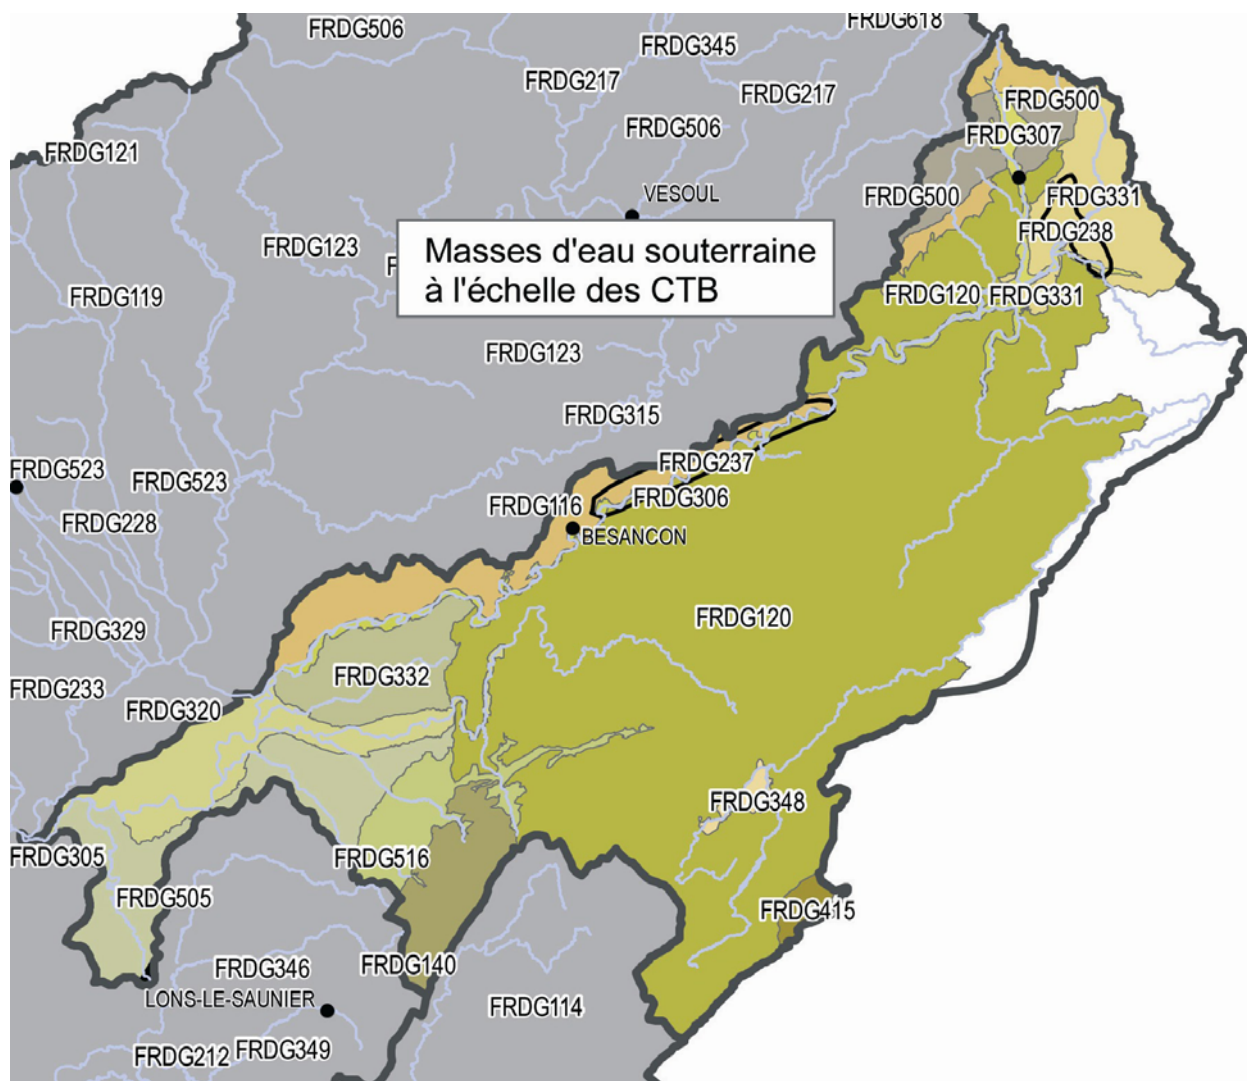 FRDG506
FRDG618
FRDG345
FRDG217
FRDG217
FRDG500
FRDG506
FRDG307
FRDG121
VESOUL
FRDG500
FRDG331
FRDG123
FRDG238
Masses d'eau souterraine
à l'échelle des CTB
FRDG119
FRDG120
FRDG331
FRDG123
FRDG315
FRDG237
FRDG523
FRDG523
FRDG306
FRDG116
FRDG228
BESANCON
FRDG120
FRDG329
FRDG332
FRDG233
FRDG320
FRDG348
FRDG305
FRDG516
FRDG505
FRDG415
FRDG346
FRDG140
LONS-LE-SAUNIER
FRDG114
FRDG212
FRDG349